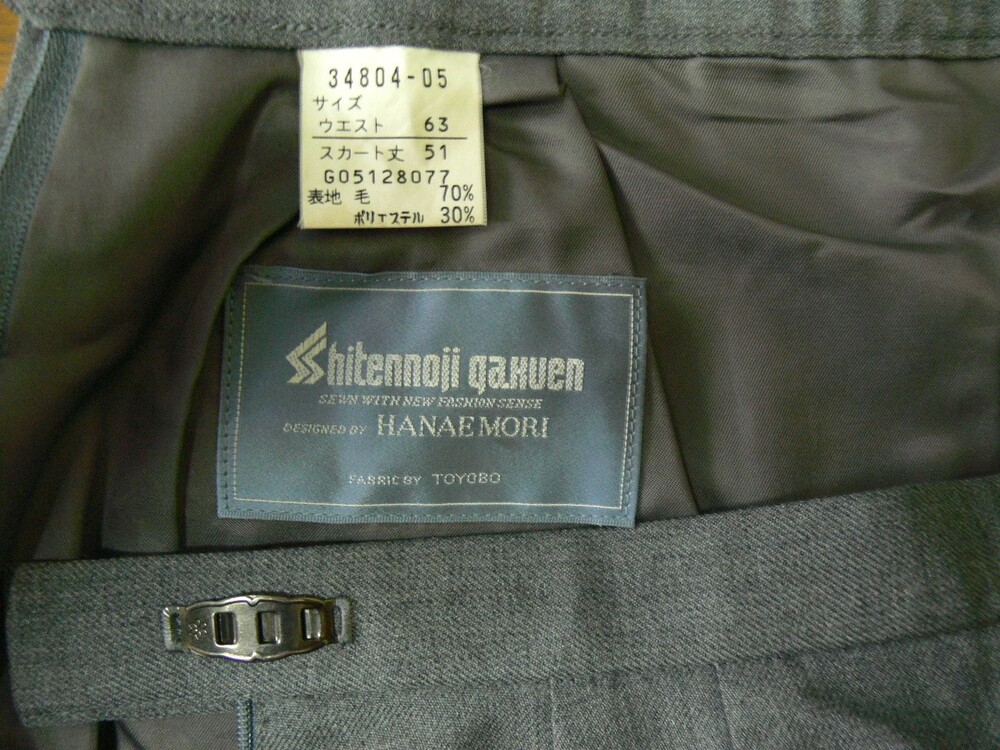 34804-05
サイズ
ウエスト 63
スカート丈 51
G05128077
表地 毛 70%
ポリエステル 30%
Shitennoji gakuen
SEWN WITH NEW FASHION SENSE
DESIGNED BY HANAE MORI
FABRIC BY TOYOBO